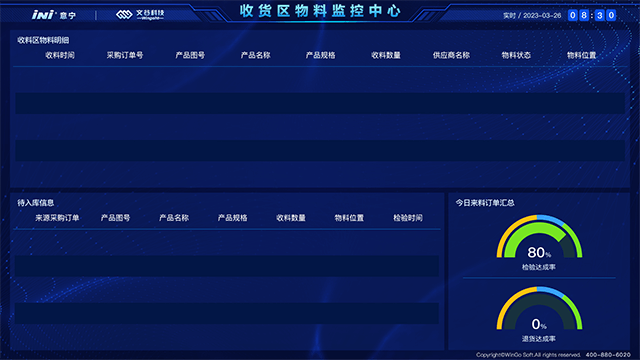 iNi 意宁
文谷科技
WinGoSoft
收货区物料监控中心
实时 / 2023-03-26 08:30
收料区物料明细
收料时间 采购订单号 产品图号 产品名称 产品规格 收料数量 供应商名称 物料状态 物料位置
待入库信息
来源采购订单 产品图号 产品名称 产品规格 收料数量 物料位置 检验时间
今日来料订单汇总
80%
检验达成率
0%
退货达成率
Copyright©WinGo Soft.All rights reserved. 400-880-6020